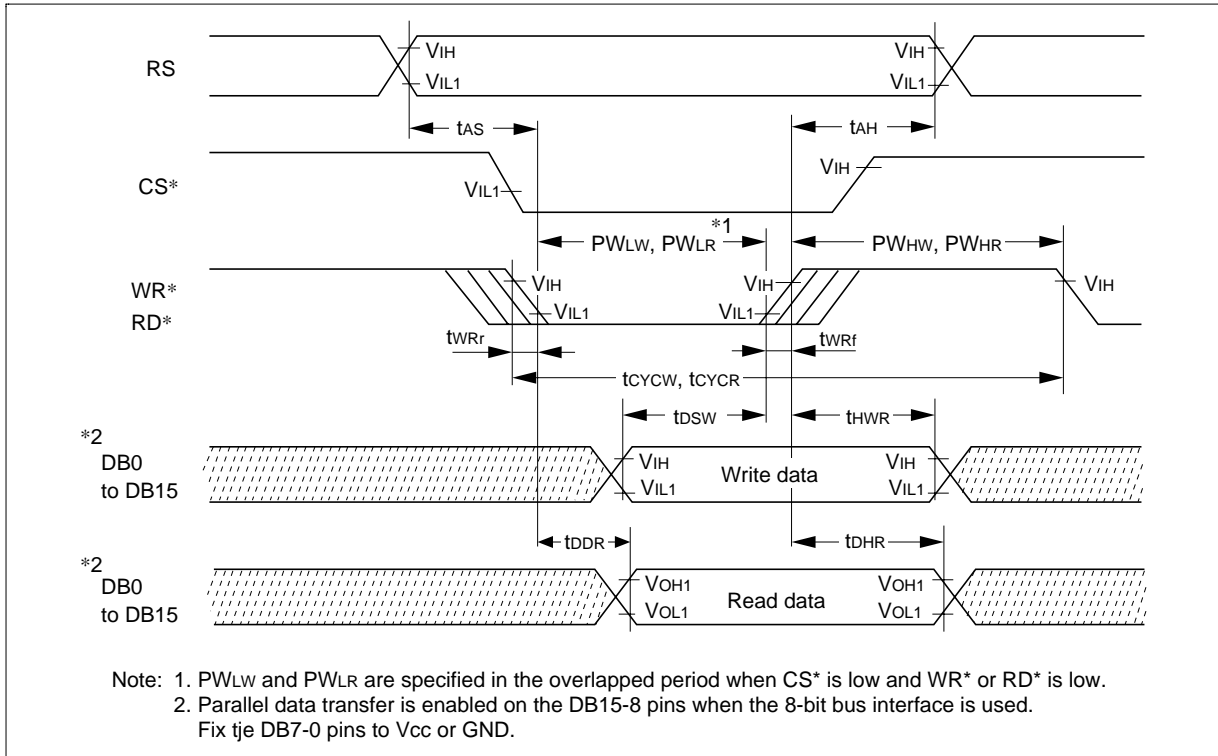 RS
VIH
VIL1
VIH
VIL1
tAS
tAH
CS*
VIL1
VIH
*1
PWLW, PWLR
PWHW, PWHR
WR*
RD*
VIH
VIL1
VIH
VIL1
VIH
tWRr
tWRf
tCYCW, tCYCR
tDSW
tHWR
*2
DB0
to DB15
VIH
VIL1
Write data
VIH
VIL1
tDDR
tDHR
*2
DB0
to DB15
VOH1
VOL1
Read data
VOH1
VOL1
Note: 1. PWLW and PWLR are specified in the overlapped period when CS* is low and WR* or RD* is low.
2. Parallel data transfer is enabled on the DB15-8 pins when the 8-bit bus interface is used.
Fix tje DB7-0 pins to Vcc or GND.